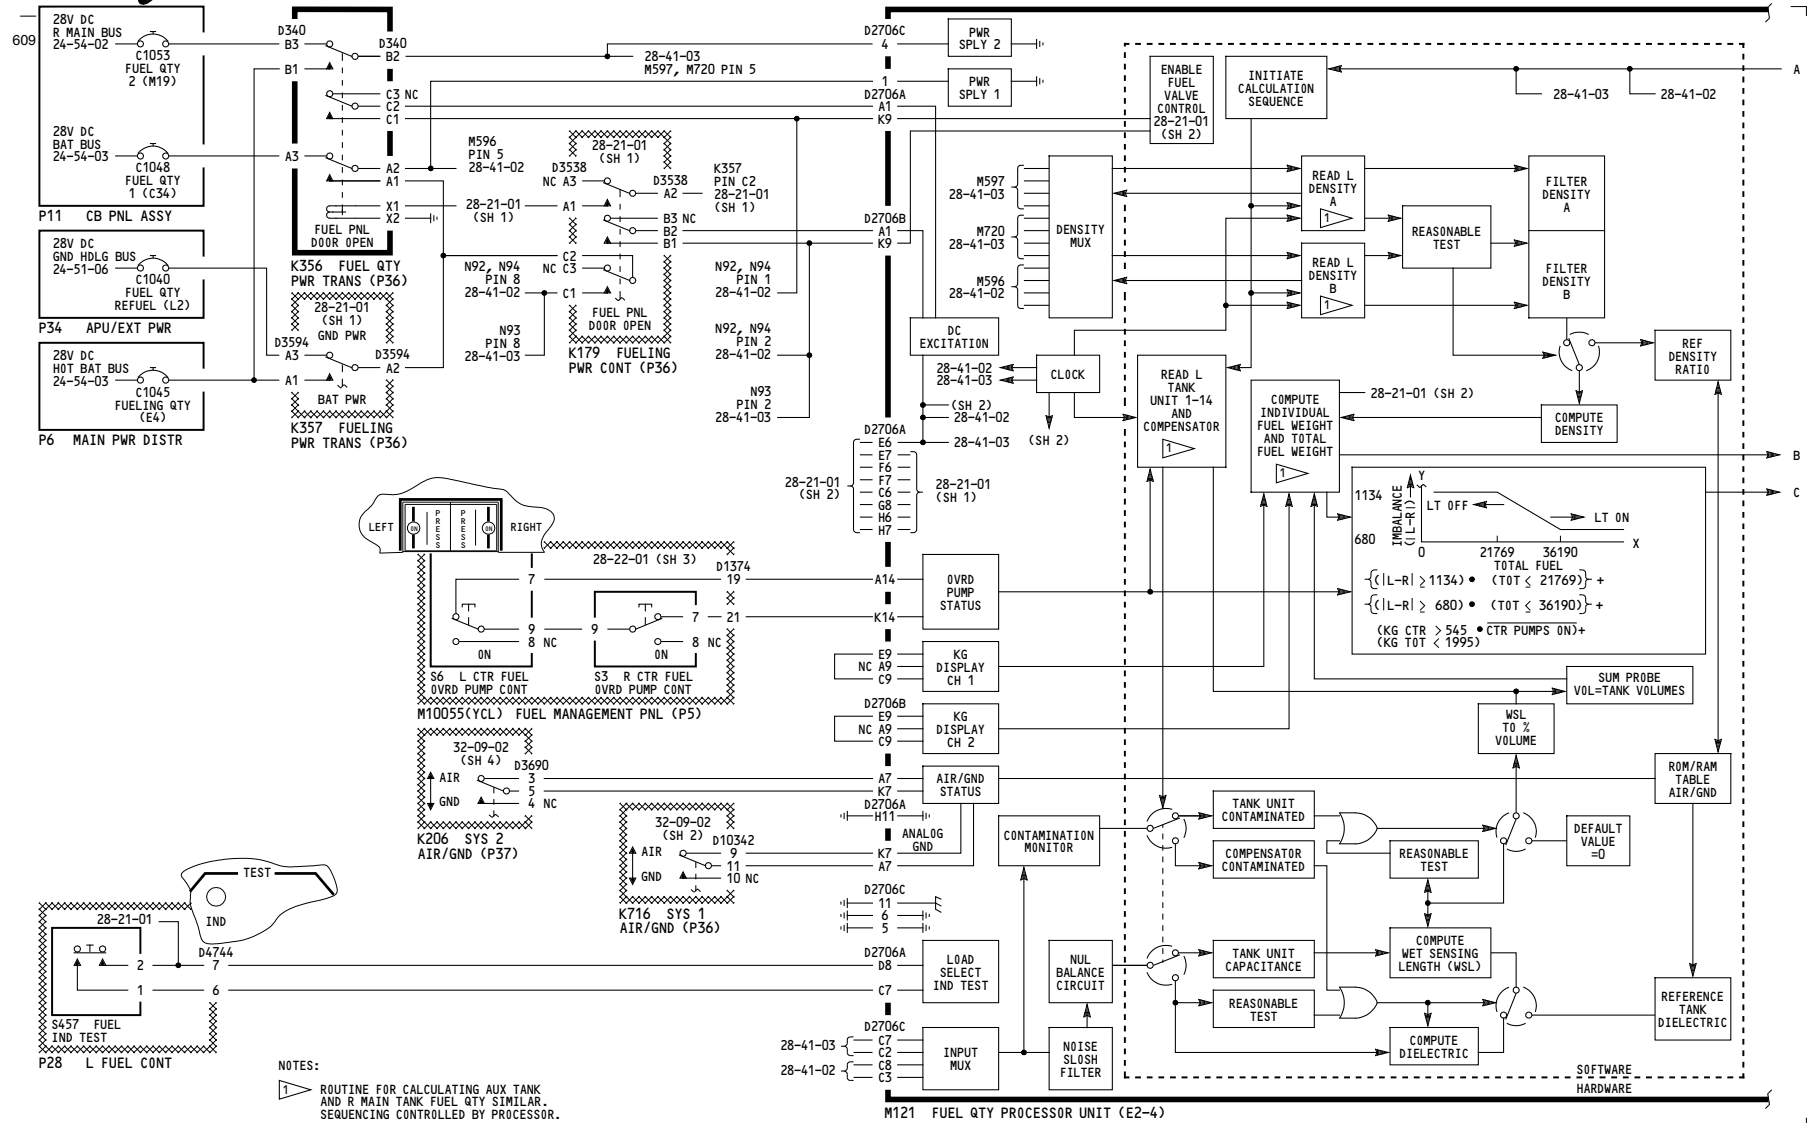 609
28V DC
R MAIN BUS
24-54-02
C1053
FUEL QTY
2 (M19)
28V DC
BAT BUS
24-54-03
C1048
FUEL QTY
1 (C34)
P11 CB PNL ASSY
28V DC
GND HDLG BUS
24-51-06
C1040
FUEL QTY
REFUEL (L2)
P34 APU/EXT PWR
28V DC
HOT BAT BUS
24-54-03
C1045
FUELING QTY
(E4)
P6 MAIN PWR DISTR
D340
B3
B1
A3
D340
B2
C3 NC
C2
C1
A2
A1
X1
X2
FUEL PNL
DOOR OPEN
K356 FUEL QTY
PWR TRANS (P36)
28-21-01
(SH 1)
GND PWR
D3594
A3
A1
D3594
A2
BAT PWR
K357 FUELING
PWR TRANS (P36)
28-41-03
M597, M720 PIN 5
M596
PIN 5
28-41-02
28-21-01
(SH 1)
N92, N94
PIN 8
28-41-02
N93
PIN 8
28-41-03
28-21-01
(SH 1)
D3538
NC A3
A1
D3538
A2
B3 NC
B2
B1
C2
NC C3
C1
FUEL PNL
DOOR OPEN
K179 FUELING
PWR CONT (P36)
K357
PIN C2
28-21-01
(SH 1)
N92, N94
PIN 1
28-41-02
N92, N94
PIN 2
28-41-02
N93
PIN 2
28-41-03
D2706C
4
1
D2706A
A1
K9
D2706B
A1
K9
PWR
SPLY 2
PWR
SPLY 1
ENABLE
FUEL
VALVE
CONTROL
28-21-01
(SH 2)
INITIATE
CALCULATION
SEQUENCE
28-41-03
28-41-02
A
M597
28-41-03
M720
28-41-03
M596
28-41-02
DENSITY
MUX
READ L
DENSITY
A
1
READ L
DENSITY
B
1
REASONABLE
TEST
FILTER
DENSITY
A
FILTER
DENSITY
B
DC
EXCITATION
28-41-02
28-41-03
CLOCK
(SH 2)
28-41-02
28-41-03
(SH 2)
READ L
TANK
UNIT 1-14
AND
COMPENSATOR
1
COMPUTE
INDIVIDUAL
FUEL WEIGHT
AND TOTAL
FUEL WEIGHT
1
28-21-01 (SH 2)
COMPUTE
DENSITY
REF
DENSITY
RATIO
B
C
D2706A
E6
E7
F6
F7
C6
G8
H6
H7
28-21-01
(SH 2)
28-21-01
(SH 1)
Y
1134
680
IMBALANCE
(|L-R|)
LT OFF
LT ON
X
0 21769 36190
TOTAL FUEL
{(|L-R| ≥ 1134) • (TOT ≤ 21769)} +
{(|L-R| ≥ 680) • (TOT ≤ 36190)} +
(KG CTR > 545 • CTR PUMPS ON)+
(KG TOT < 1995)
LEFT
ON
PRESS
PRESS
ON
RIGHT
28-22-01 (SH 3)
7
9
8 NC
ON
9
7
8 NC
ON
D1374
19
21
S6 L CTR FUEL
OVRD PUMP CONT
S3 R CTR FUEL
OVRD PUMP CONT
M10055(YCL) FUEL MANAGEMENT PNL (P5)
A14
K14
OVRD
PUMP
STATUS
E9
NC A9
C9
KG
DISPLAY
CH 1
D2706B
E9
NC A9
C9
KG
DISPLAY
CH 2
SUM PROBE
VOL=TANK VOLUMES
WSL
TO %
VOLUME
32-09-02
(SH 4)
AIR
GND
D3690
3
5
4 NC
K206 SYS 2
AIR/GND (P37)
A7
K7
D2706A
H11
AIR/GND
STATUS
ANALOG
GND
K7
A7
32-09-02
(SH 2)
AIR
GND
D10342
9
11
10 NC
K716 SYS 1
AIR/GND (P36)
D2706C
11
6
5
ROM/RAM
TABLE
AIR/GND
CONTAMINATION
MONITOR
TANK UNIT
CONTAMINATED
COMPENSATOR
CONTAMINATED
REASONABLE
TEST
DEFAULT
VALUE
=0
TEST
IND
28-21-01
2
1
D4744
7
6
S457 FUEL
IND TEST
P28 L FUEL CONT
D2706A
D8
C7
LOAD
SELECT
IND TEST
NUL
BALANCE
CIRCUIT
TANK UNIT
CAPACITANCE
REASONABLE
TEST
COMPUTE
WET SENSING
LENGTH (WSL)
COMPUTE
DIELECTRIC
REFERENCE
TANK
DIELECTRIC
28-41-03
28-41-02
D2706C
C7
C2
C8
C3
INPUT
MUX
NOISE
SLOSH
FILTER
SOFTWARE
HARDWARE
M121 FUEL QTY PROCESSOR UNIT (E2-4)
NOTES:
1 ROUTINE FOR CALCULATING AUX TANK
AND R MAIN TANK FUEL QTY SIMILAR.
SEQUENCING CONTROLLED BY PROCESSOR.